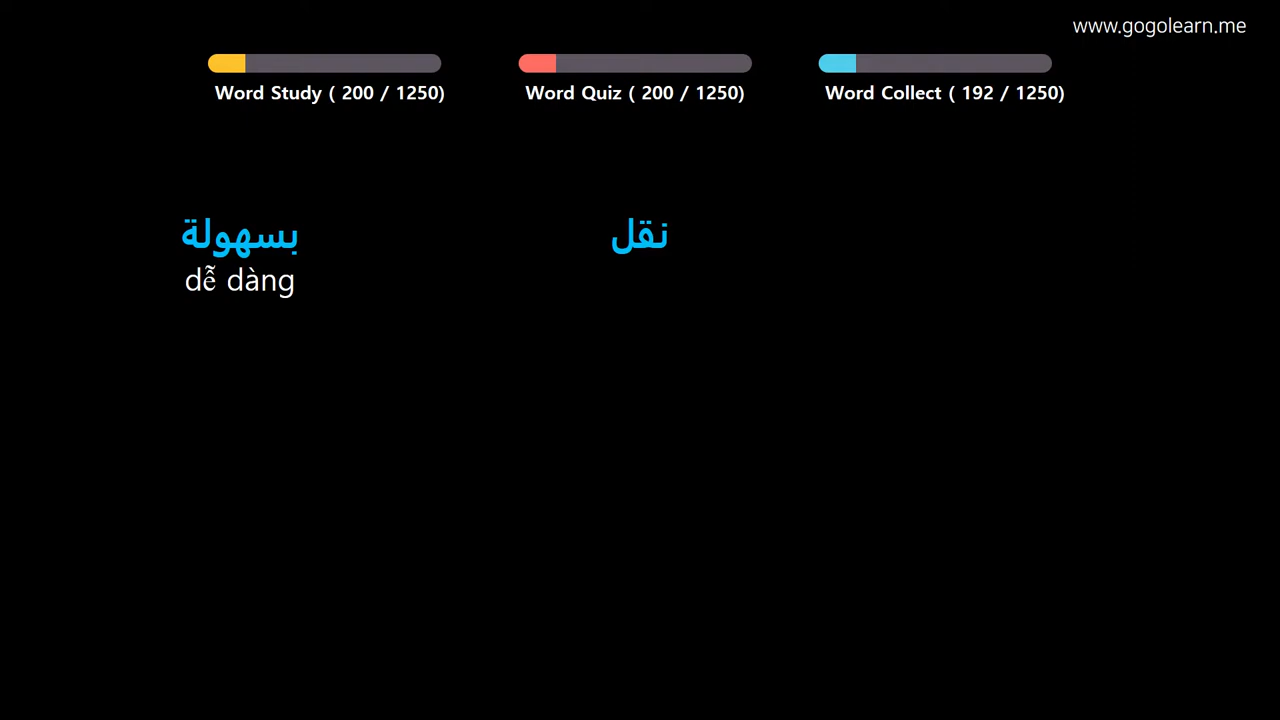 www.gogolearn.me
Word Study ( 200 / 1250)
Word Quiz ( 200 / 1250)
Word Collect ( 192 / 1250)
بسهولة
dễ dàng
نقل